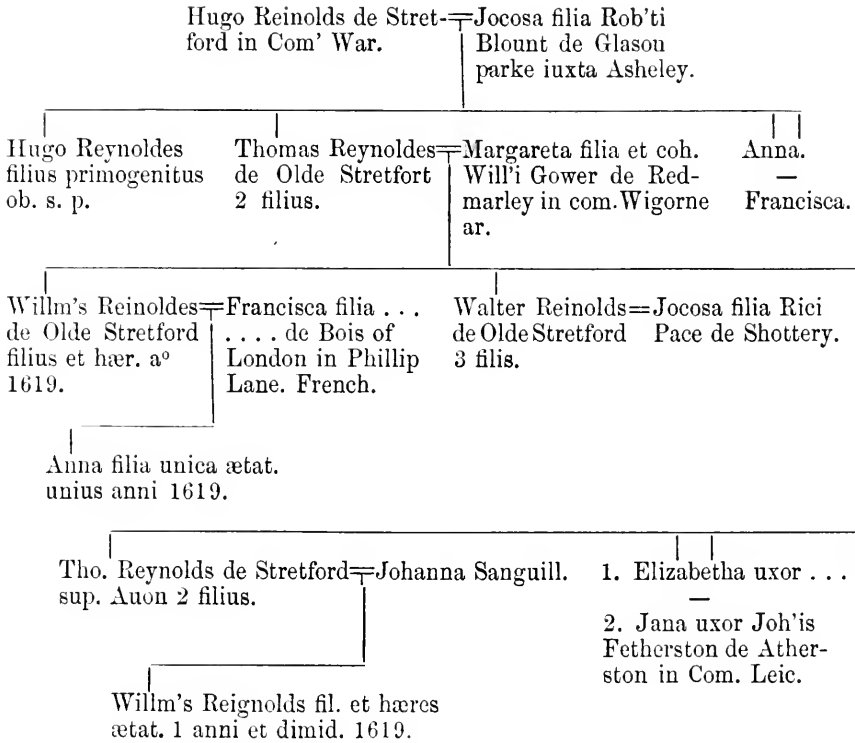 Hugo Reinolds de Stret-
ford in Com' War.
Jocosa filia Rob'ti
Blount de Glason
parke iuxta Asheley.
Hugo Reynoldes
filius primogenitus
ob. s. p.
Thomas Reynoldes
de Olde Stretfort
2 filius.
Margareta filia et coh.
Will'i Gower de Red-
marley in com. Wigorne
ar.
Anna.
—
Francisca.
Willm's Reinoldes
de Olde Stretford
filius et hær. aº
1619.
Francisca filia . . .
. . . . de Bois of
London in Phillip
Lane. French.
Walter Reinolds
de Olde Stretford
3 filis.
Jocosa filia Rici
Pace de Shottery.
Anna filia unica ætat.
unius anni 1619.
Tho. Reynolds de Stretford
sup. Auon 2 filius.
Johanna Sanguill.
1. Elizabetha uxor . . .
—
2. Jana uxor Joh'is
Fetherston de Ather-
ston in Com. Leic.
Willm's Reignolds fil. et hæres
ætat. 1 anni et dimid. 1619.